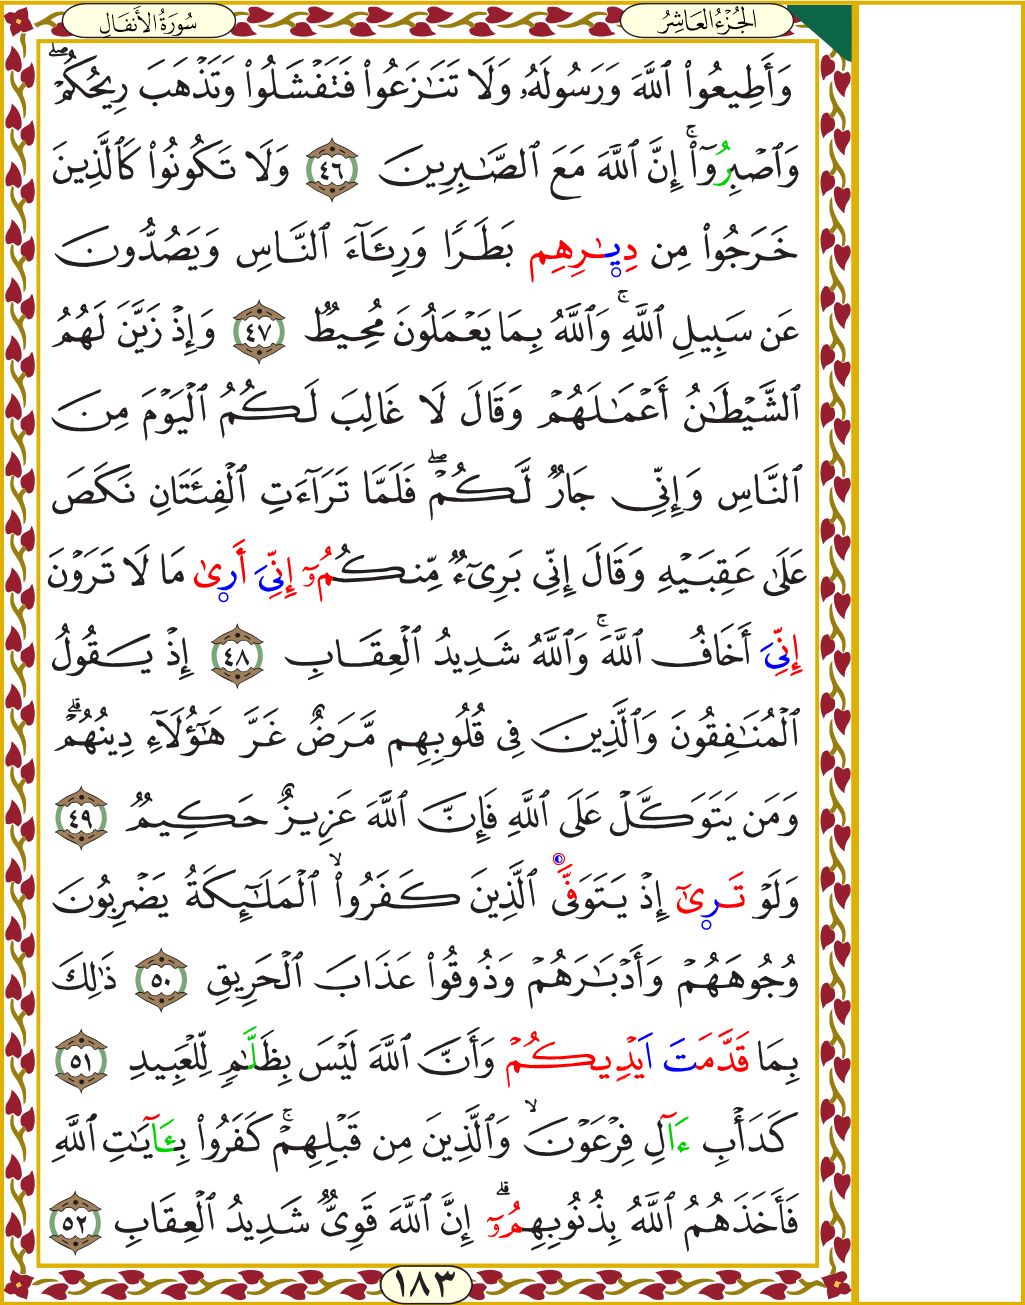 الجُزْءُ العَاشِرُ
سُورَةُ الأَنفَالِ
وَأَطِيعُوا۟ ٱللَّهَ وَرَسُولَهُۥ وَلَا تَنَـٰزَعُوا۟ فَتَفْشَلُوا۟ وَتَذْهَبَ رِيحُكُمْۖ
وَٱصْبِرُوٓا۟ۚ إِنَّ ٱللَّهَ مَعَ ٱلصَّـٰبِرِينَ ٤٦ وَلَا تَكُونُوا۟ كَٱلَّذِينَ
خَرَجُوا۟ مِن دِيَـٰرِهِم بَطَرًا وَرِئَآءَ ٱلنَّاسِ وَيَصُدُّونَ
عَن سَبِيلِ ٱللَّهِۚ وَٱللَّهُ بِمَا يَعْمَلُونَ مُحِيطٌ ٤٧ وَإِذْ زَيَّنَ لَهُمُ
ٱلشَّيْطَـٰنُ أَعْمَـٰلَهُمْ وَقَالَ لَا غَالِبَ لَكُمُ ٱلْيَوْمَ مِنَ
ٱلنَّاسِ وَإِنِّى جَارٌ لَّكُمْۖ فَلَمَّا تَرَآءَتِ ٱلْفِئَتَانِ نَكَصَ
عَلَىٰ عَقِبَيْهِ وَقَالَ إِنِّى بَرِىٓءٌ مِّنكُمُۥٓ إِنِّىَ أَرٜىٰ مَا لَا تَرَوْنَ
إِنِّىَ أَخَافُ ٱللَّهَۚ وَٱللَّهُ شَدِيدُ ٱلْعِقَابِ ٤٨ إِذْ يَقُولُ
ٱلْمُنَـٰفِقُونَ وَٱلَّذِينَ فِى قُلُوبِهِم مَّرَضٌ غَرَّ هَـٰٓؤُلَآءِ دِينُهُمْۗ
وَمَن يَتَوَكَّلْ عَلَى ٱللَّهِ فَإِنَّ ٱللَّهَ عَزِيزٌ حَكِيمٌ ٤٩
وَلَوْ تَرٜىٰٓ إِذْ يَتَوَفَّى ٱلَّذِينَ كَفَرُوا۟ۙ ٱلْمَلَـٰٓئِكَةُ يَضْرِبُونَ
وُجُوهَهُمْ وَأَدْبَـٰرَهُمْ وَذُوقُوا۟ عَذَابَ ٱلْحَرِيقِ ٥٠ ذَٰلِكَ
بِمَا قَدَّمَتَ ايْدِيكُمْ وَأَنَّ ٱللَّهَ لَيْسَ بِظَلَّـٰمٍ لِّلْعَبِيدِ ٥١
كَدَأْبِ ءَآلِ فِرْعَوْنَۙ وَٱلَّذِينَ مِن قَبْلِهِمْۚ كَفَرُوا۟ بِـَٔآيَـٰتِ ٱللَّهِ
فَأَخَذَهُمُ ٱللَّهُ بِذُنُوبِهِمُۥٓۗ إِنَّ ٱللَّهَ قَوِىٌّ شَدِيدُ ٱلْعِقَابِ ٥٢
١٨٣